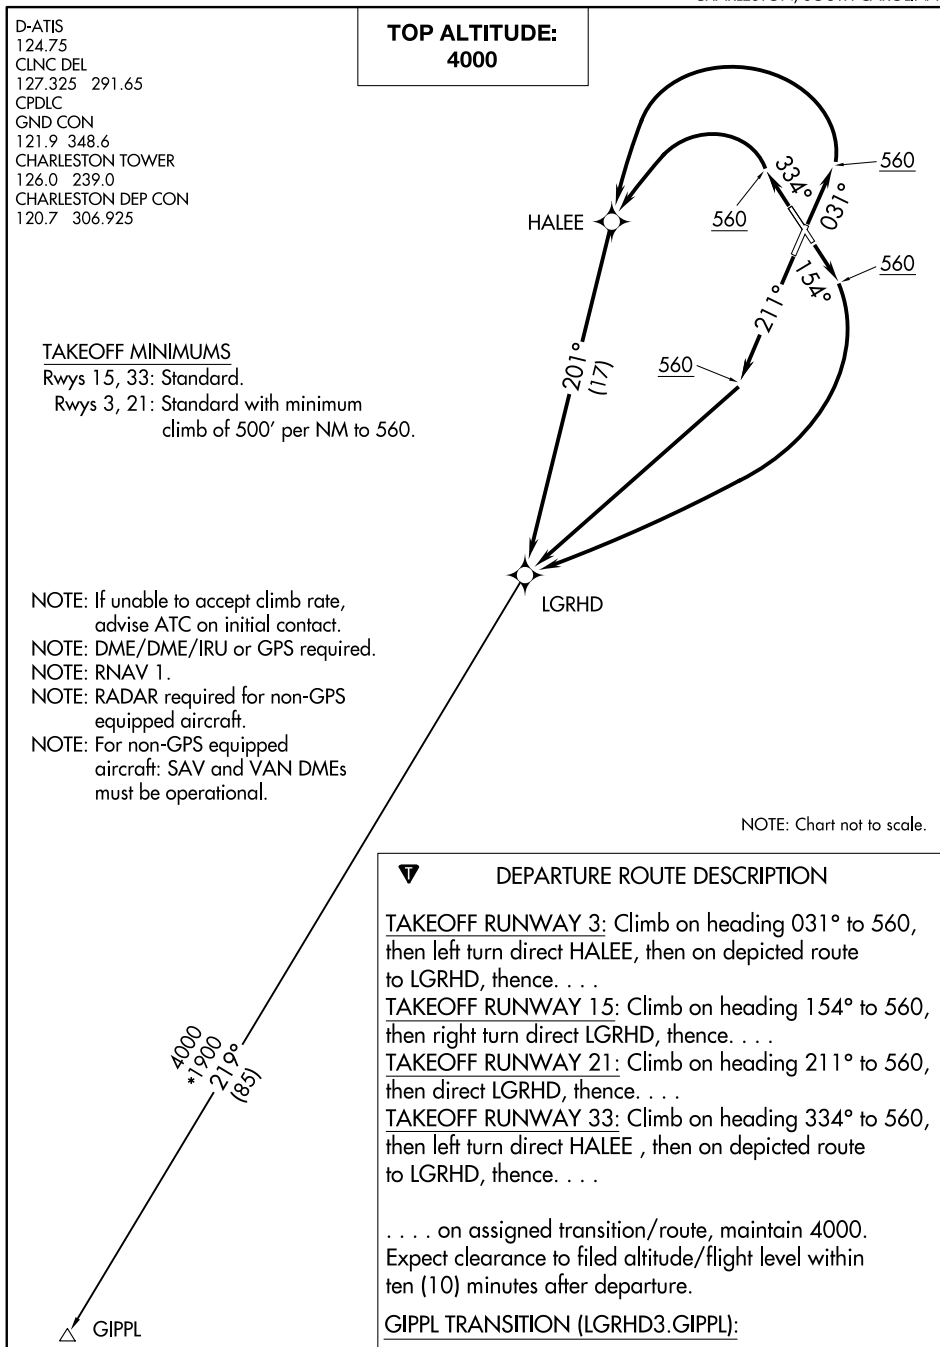 D-ATIS
124.75
CLNC DEL
127.325 291.65
CPDLC
GND CON
121.9 348.6
CHARLESTON TOWER
126.0 239.0
CHARLESTON DEP CON
120.7 306.925
TOP ALTITUDE:
4000
560
334°
031°
560
HALEE
560
154°
211°
201°
(17)
560
TAKEOFF MINIMUMS
Rwys 15, 33: Standard.
Rwys 3, 21: Standard with minimum
climb of 500' per NM to 560.
LGRHD
NOTE: If unable to accept climb rate,
advise ATC on initial contact.
NOTE: DME/DME/IRU or GPS required.
NOTE: RNAV 1.
NOTE: RADAR required for non-GPS
equipped aircraft.
NOTE: For non-GPS equipped
aircraft: SAV and VAN DMEs
must be operational.
NOTE: Chart not to scale.
4000
*1900
219°
(85)
GIPPL
T
DEPARTURE ROUTE DESCRIPTION
TAKEOFF RUNWAY 3: Climb on heading 031° to 560,
then left turn direct HALEE, then on depicted route
to LGRHD, thence. . . .
TAKEOFF RUNWAY 15: Climb on heading 154° to 560,
then right turn direct LGRHD, thence. . . .
TAKEOFF RUNWAY 21: Climb on heading 211° to 560,
then direct LGRHD, thence. . . .
TAKEOFF RUNWAY 33: Climb on heading 334° to 560,
then left turn direct HALEE , then on depicted route
to LGRHD, thence. . . .
. . . . on assigned transition/route, maintain 4000.
Expect clearance to filed altitude/flight level within
ten (10) minutes after departure.
GIPPL TRANSITION (LGRHD3.GIPPL):